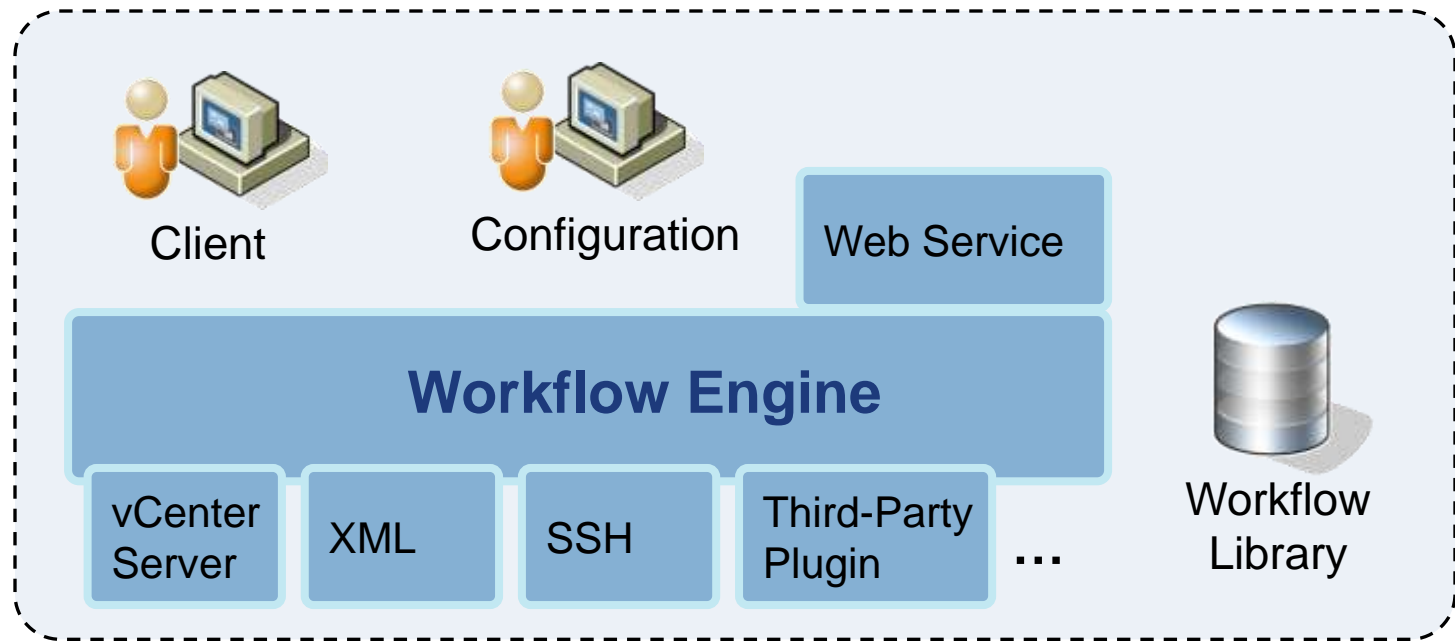 Client
Configuration
Web Service
Workflow Engine
vCenter
Server
XML
SSH
Third-Party
Plugin
...
Workflow
Library